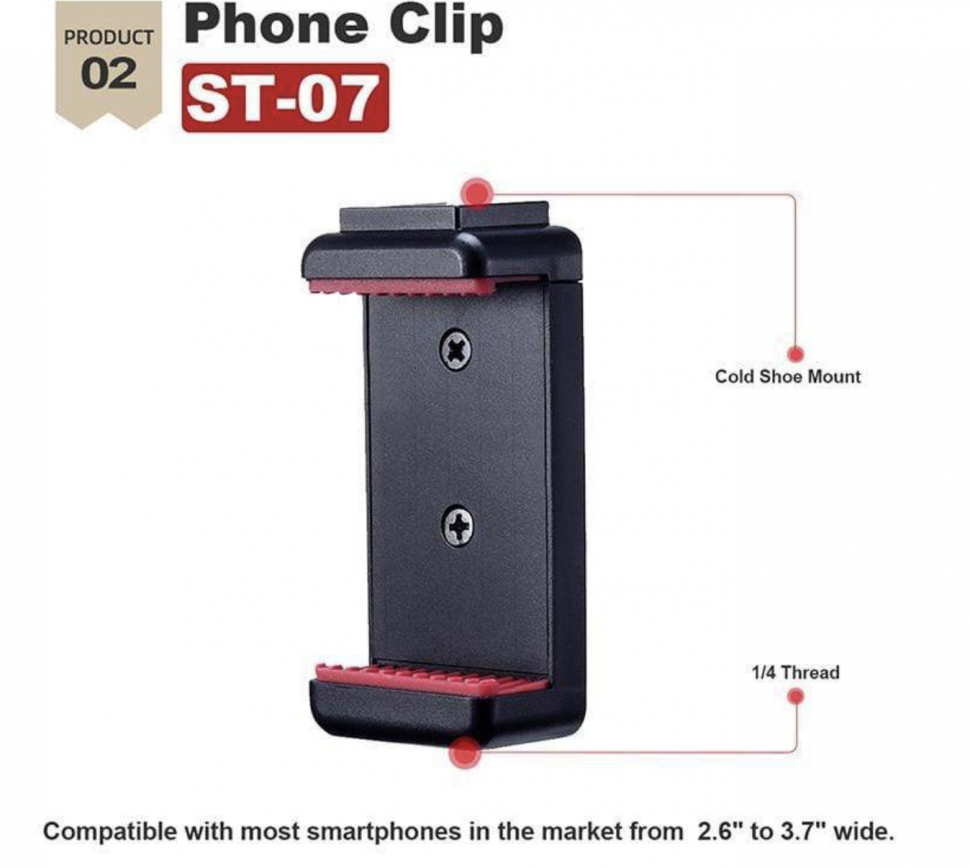 Phone Clip
PRODUCT
02
ST-07
Cold Shoe Mount
1/4 Thread
Compatible with most smartphones in the market from 2.6" to 3.7" wide.